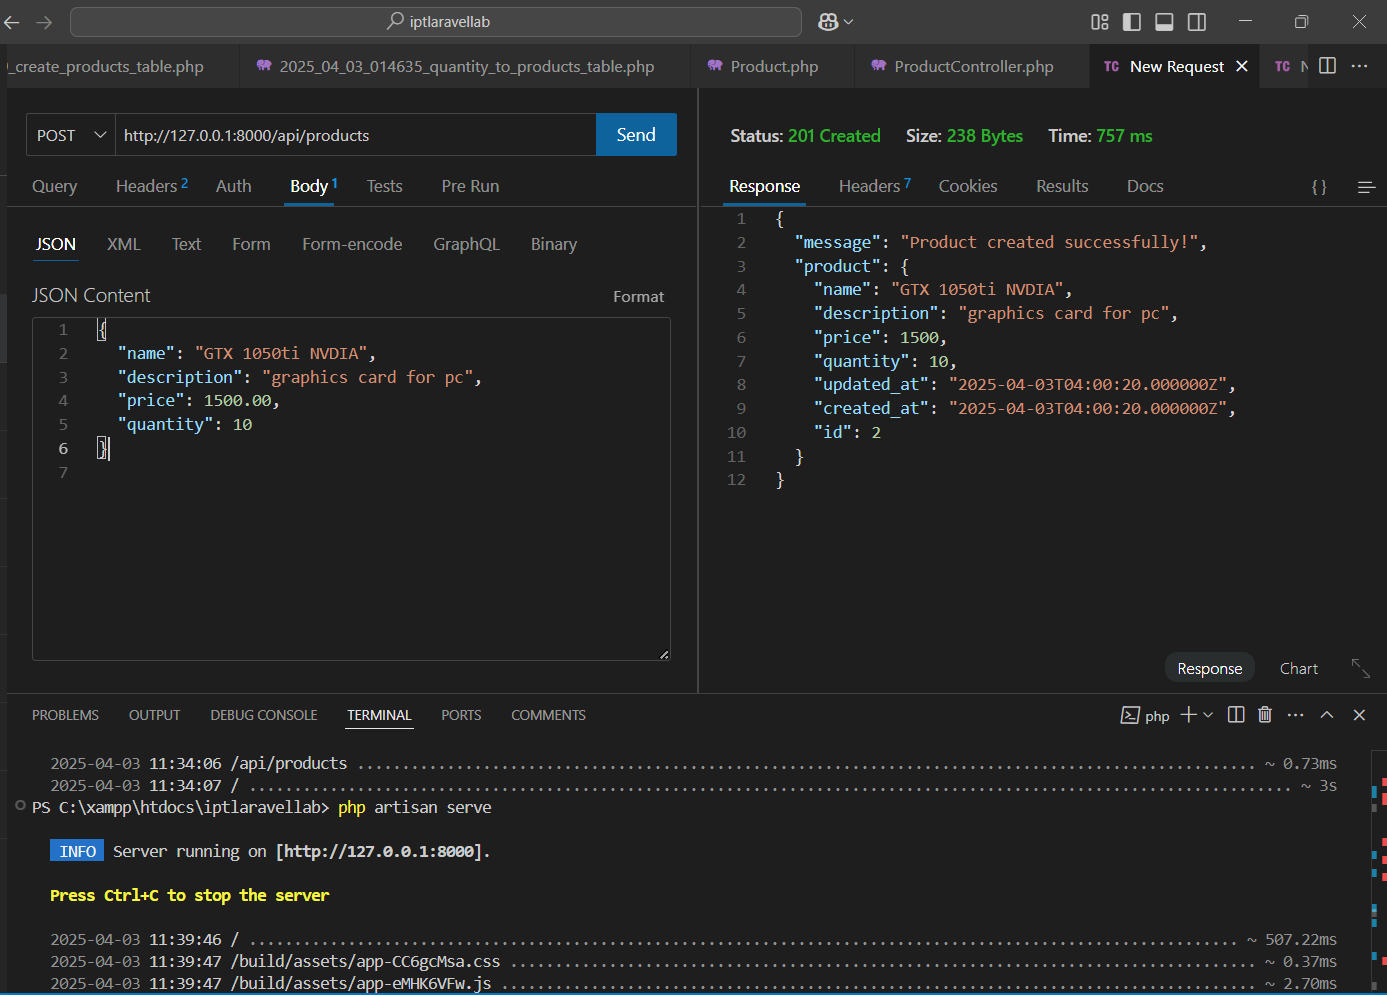 iptlaravellab
_create_products_table.php
2025_04_03_014635_quantity_to_products_table.php
Product.php
ProductController.php
TC New Request
TC
POST
http://127.0.0.1:8000/api/products
Send
Query
Headers 2
Auth
Body 1
Tests
Pre Run
JSON
XML
Text
Form
Form-encode
GraphQL
Binary
JSON Content
Format
1 {
2 "name": "GTX 1050ti NVDIA",
3 "description": "graphics card for pc",
4 "price": 1500.00,
5 "quantity": 10
6 }
7
Status: 201 Created Size: 238 Bytes Time: 757 ms
Response
Headers 7
Cookies
Results
Docs
{ }
1 {
2 "message": "Product created successfully!",
3 "product": {
4 "name": "GTX 1050ti NVDIA",
5 "description": "graphics card for pc",
6 "price": 1500,
7 "quantity": 10,
8 "updated_at": "2025-04-03T04:00:20.000000Z",
9 "created_at": "2025-04-03T04:00:20.000000Z",
10 "id": 2
11 }
12 }
Response
Chart
PROBLEMS
OUTPUT
DEBUG CONSOLE
TERMINAL
PORTS
COMMENTS
php
2025-04-03 11:34:06 /api/products ........................................ ~ 0.73ms
2025-04-03 11:34:07 / ........................................ ~ 3s
PS C:\xampp\htdocs\iptlaravellab> php artisan serve
INFO Server running on [http://127.0.0.1:8000].
Press Ctrl+C to stop the server
2025-04-03 11:39:46 / ........................................ ~ 507.22ms
2025-04-03 11:39:47 /build/assets/app-CC6gcMsa.css ........................................ ~ 0.37ms
2025-04-03 11:39:47 /build/assets/app-eMHK6VFw.js ........................................ ~ 2.70ms